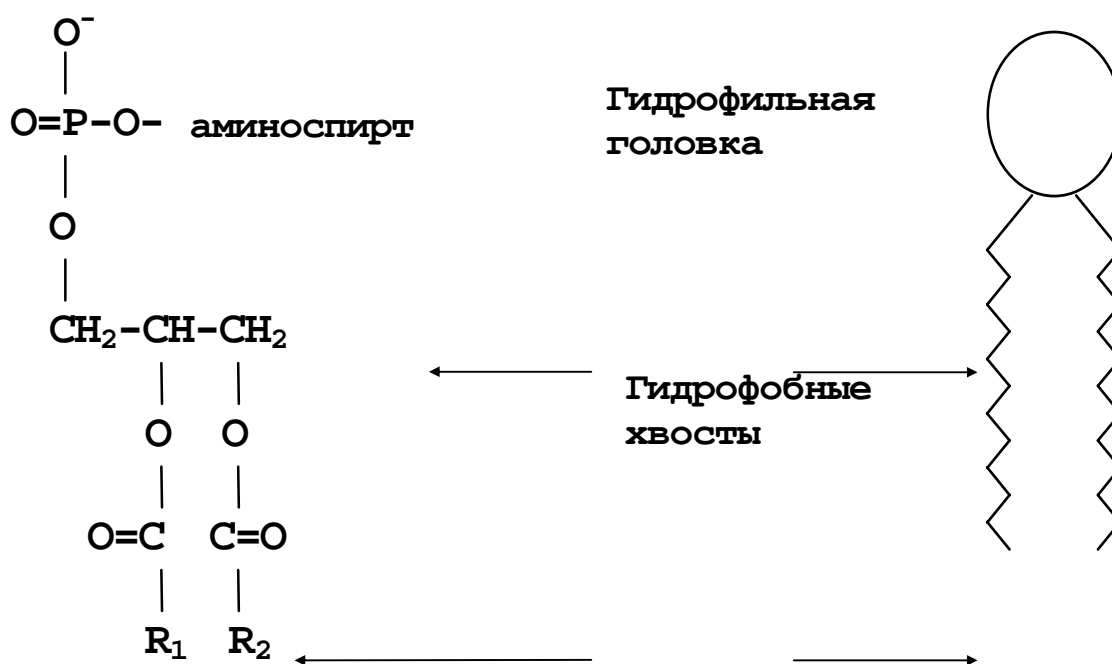 O⁻
O=P-O- аминоспирт
O
CH₂-CH-CH₂
O O
O=C C=O
R₁ R₂
Гидрофильная
головка
Гидрофобные
хвосты